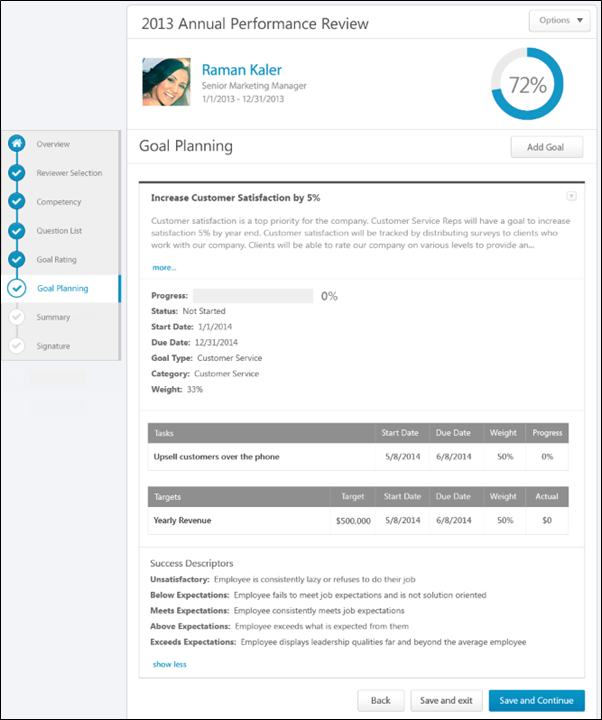 2013 Annual Performance Review
Options
Raman Kaler
Senior Marketing Manager
1/1/2013 - 12/31/2013
72%
Overview
Reviewer Selection
Competency
Question List
Goal Rating
Goal Planning
Summary
Signature
Goal Planning
Add Goal
Increase Customer Satisfaction by 5%
Customer satisfaction is a top priority for the company. Customer Service Reps will have a goal to increase
satisfaction 5% by year end. Customer satisfaction will be tracked by distributing surveys to clients who
work with our company. Clients will be able to rate our company on various levels to provide an...
more...
Progress: 0%
Status: Not Started
Start Date: 1/1/2014
Due Date: 12/31/2014
Goal Type: Customer Service
Category: Customer Service
Weight: 33%
Tasks Start Date Due Date Weight Progress
Upsell customers over the phone 5/8/2014 6/8/2014 50% 0%
Targets Target Start Date Due Date Weight Actual
Yearly Revenue $500.000 5/8/2014 6/8/2014 50% $0
Success Descriptors
Unsatisfactory: Employee is consistently lazy or refuses to do their job
Below Expectations: Employee fails to meet job expectations and is not solution oriented
Meets Expectations: Employee consistently meets job expectations
Above Expectations: Employee exceeds what is expected from them
Exceeds Expectations: Employee displays leadership qualities far and beyond the average employee
show less
Back
Save and exit
Save and Continue